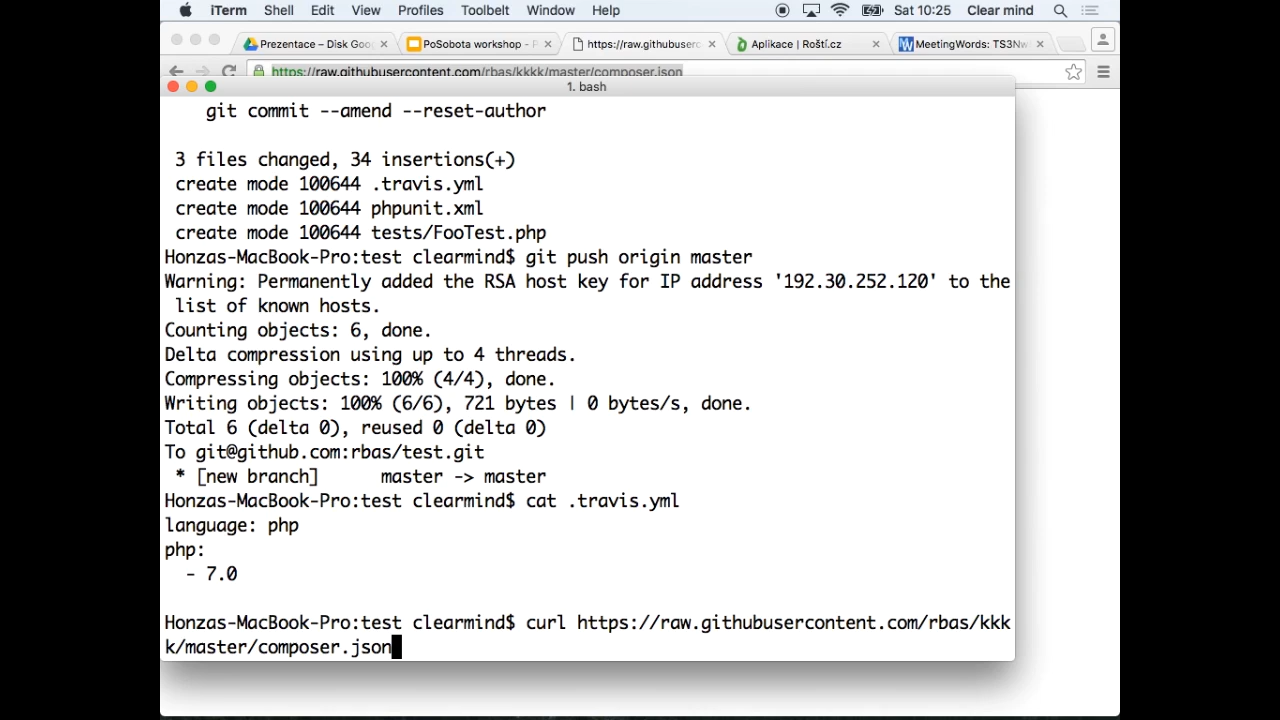 iTerm Shell Edit View Profiles Toolbelt Window Help Sat 10:25 Clear mind
Prezentace – Disk Goo × PoSobota workshop - P × https://raw.githubuserc × Aplikace | Roští.cz × MeetingWords: TS3Nw ×
https://raw.githubusercontent.com/rbas/kkkk/master/composer.json
1. bash
git commit --amend --reset-author
3 files changed, 34 insertions(+)
create mode 100644 .travis.yml
create mode 100644 phpunit.xml
create mode 100644 tests/FooTest.php
Honzas-MacBook-Pro:test clearmind$ git push origin master
Warning: Permanently added the RSA host key for IP address '192.30.252.120' to the
list of known hosts.
Counting objects: 6, done.
Delta compression using up to 4 threads.
Compressing objects: 100% (4/4), done.
Writing objects: 100% (6/6), 721 bytes | 0 bytes/s, done.
Total 6 (delta 0), reused 0 (delta 0)
To git@github.com:rbas/test.git
* [new branch] master -> master
Honzas-MacBook-Pro:test clearmind$ cat .travis.yml
language: php
php:
- 7.0
Honzas-MacBook-Pro:test clearmind$ curl https://raw.githubusercontent.com/rbas/kkk
k/master/composer.json